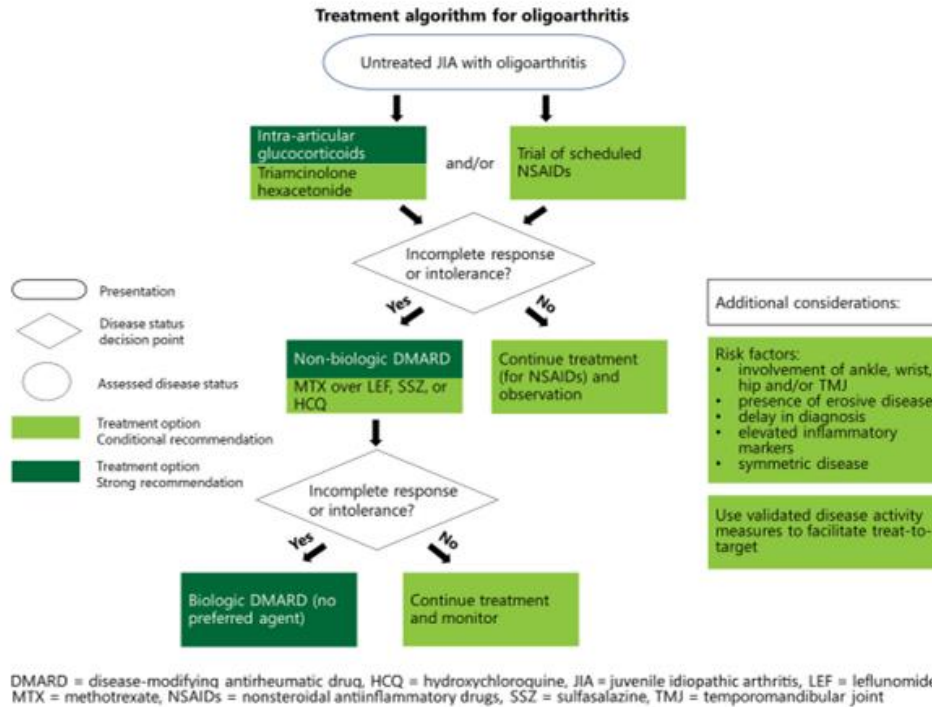 Treatment algorithm for oligoarthritis
Untreated JIA with oligoarthritis
Intra-articular
glucocorticoids
Triamcinolone
hexacetonide
and/or
Trial of scheduled
NSAIDs
Incomplete response
or intolerance?
Yes
No
Non-biologic DMARD
MTX over LEF, SSZ, or
HCQ
Continue treatment
(for NSAIDs) and
observation
Incomplete response
or intolerance?
Yes
No
Biologic DMARD (no
preferred agent)
Continue treatment
and monitor
Presentation
Disease status
decision point
Assessed disease status
Treatment option
Conditional recommendation
Treatment option
Strong recommendation
Additional considerations:
Risk factors:
• involvement of ankle, wrist,
hip and/or TMJ
• presence of erosive disease
• delay in diagnosis
• elevated inflammatory
markers
• symmetric disease
Use validated disease activity
measures to facilitate treat-to-
target
DMARD = disease-modifying antirheumatic drug, HCQ = hydroxychloroquine, JIA = juvenile idiopathic arthritis, LEF = leflunomide
MTX = methotrexate, NSAIDs = nonsteroidal antiinflammatory drugs, SSZ = sulfasalazine, TMJ = temporomandibular joint